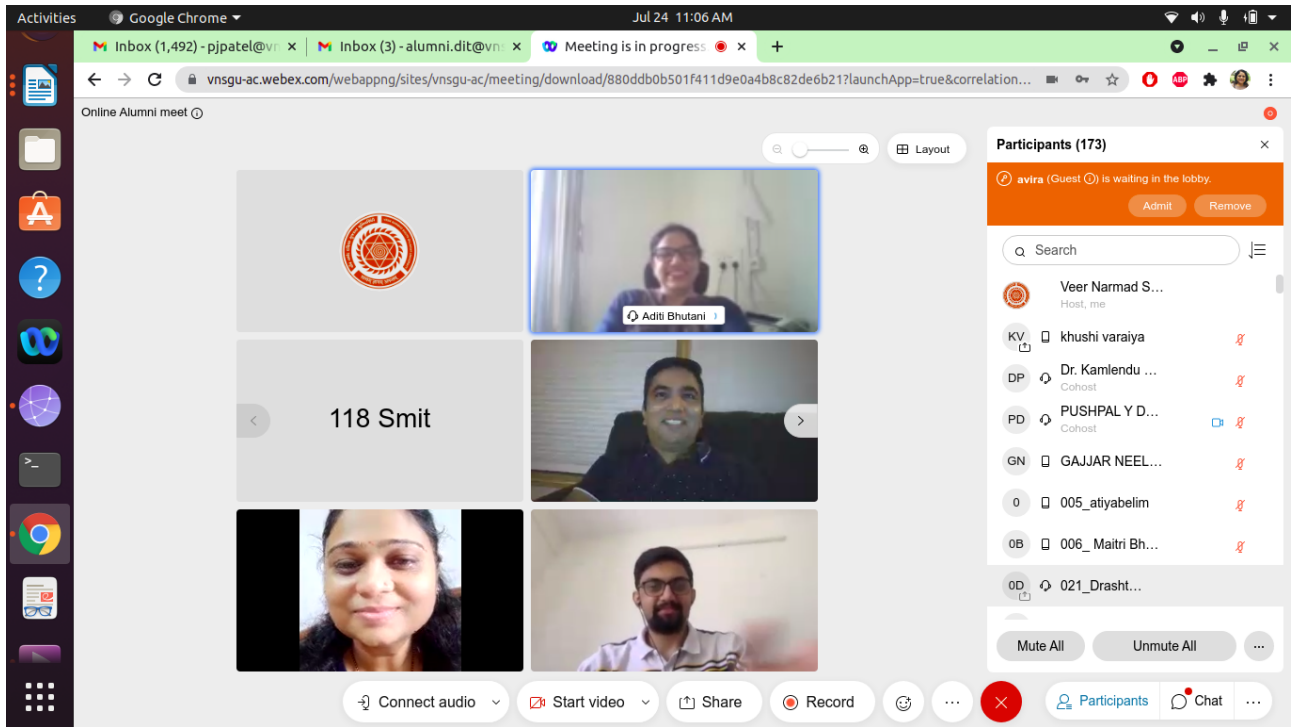 Activities
Google Chrome
Jul 24 11:06 AM
Inbox (1,492) - pjpatel@vn
Inbox (3) - alumni.dit@vns
Meeting is in progress
vnsgu-ac.webex.com/webappng/sites/vnsgu-ac/meeting/download/880ddb0b501f411d9e0a4b8c82de6b21?launchApp=true&correlation...
ABP
Online Alumni meet
Layout
Aditi Bhutani
118 Smit
Participants (173)
avira (Guest) is waiting in the lobby.
Admit
Remove
Search
Veer Narmad S...
Host, me
KV khushi varaiya
DP Dr. Kamlendu ...
Cohost
PD PUSHPAL Y D...
Cohost
GN GAJJAR NEEL...
0 005_atiyabelim
0B 006_ Maitri Bh...
0D 021_Drasht...
Mute All
Unmute All
Connect audio
Start video
Share
Record
Participants
Chat